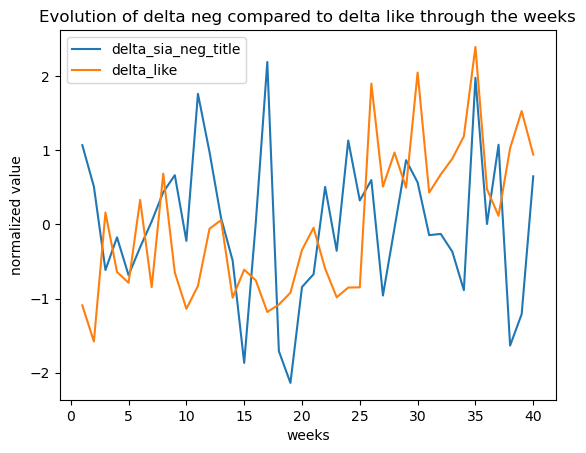 Evolution of delta neg compared to delta like through the weeks
delta_sia_neg_title
delta_like
2
1
0
−1
−2
normalized value
0 5 10 15 20 25 30 35 40
weeks